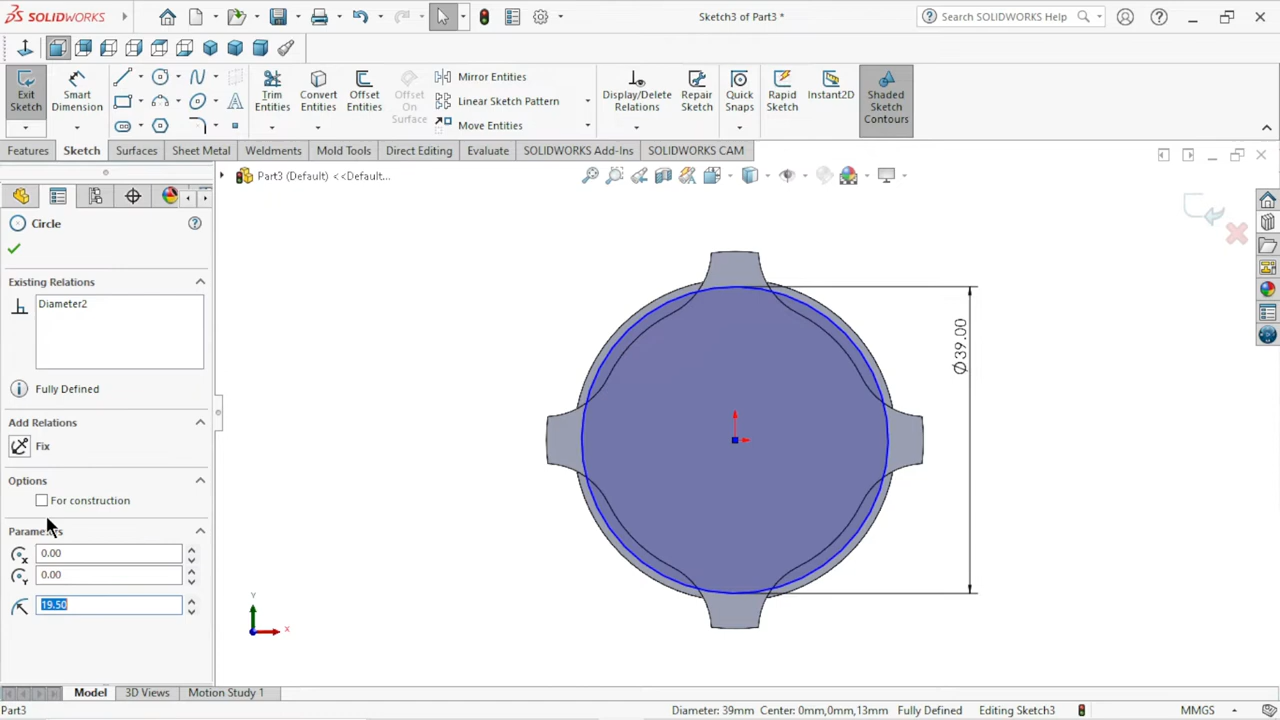 SOLIDWORKS
Sketch3 of Part3 *
Search SOLIDWORKS Help
Exit Sketch
Smart Dimension
Trim Entities
Convert Entities
Offset Entities
Offset On Surface
Mirror Entities
Linear Sketch Pattern
Move Entities
Display/Delete Relations
Repair Sketch
Quick Snaps
Rapid Sketch
Instant2D
Shaded Sketch Contours
Features
Sketch
Surfaces
Sheet Metal
Weldments
Mold Tools
Direct Editing
Evaluate
SOLIDWORKS Add-Ins
SOLIDWORKS CAM
Part3 (Default) <<Default...
Circle
Existing Relations
Diameter2
Fully Defined
Add Relations
Fix
Options
For construction
Parameters
0.00
0.00
19.50
Ø39.00
Y
X
Model
3D Views
Motion Study 1
Part3
Diameter: 39mm Center: 0mm,0mm,13mm Fully Defined Editing Sketch3 MMGS